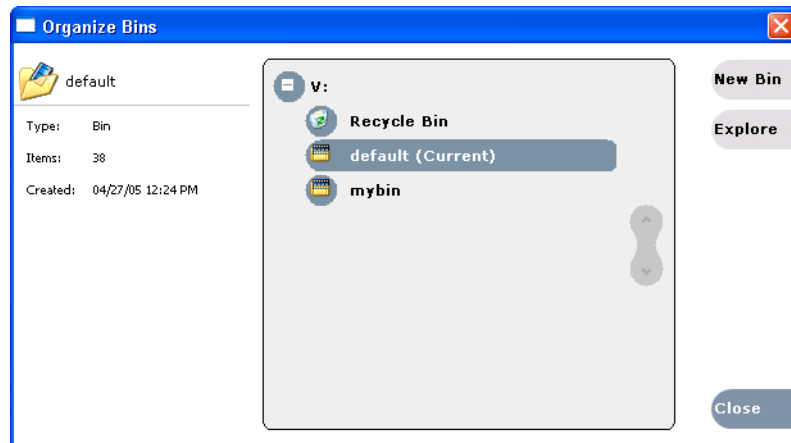 Organize Bins
default
Type: Bin
Items: 38
Created: 04/27/05 12:24 PM
V:
Recycle Bin
default (Current)
mybin
New Bin
Explore
Close